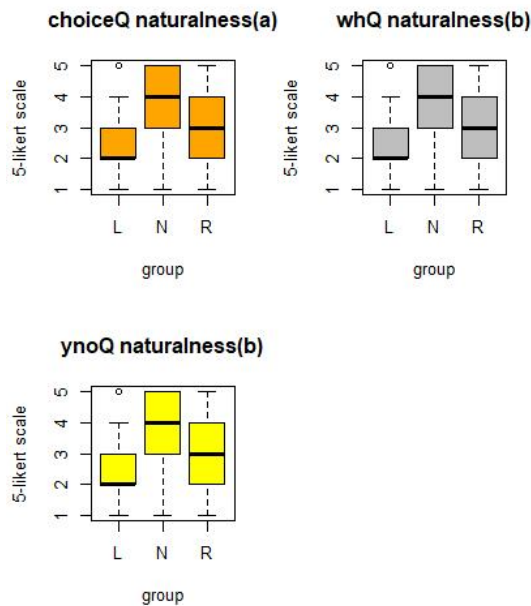 choiceQ naturalness(a)
5-likert scale
5
4
3
2
1
L N R
group
whQ naturalness(b)
5-likert scale
5
4
3
2
1
L N R
group
ynoQ naturalness(b)
5-likert scale
5
4
3
2
1
L N R
group